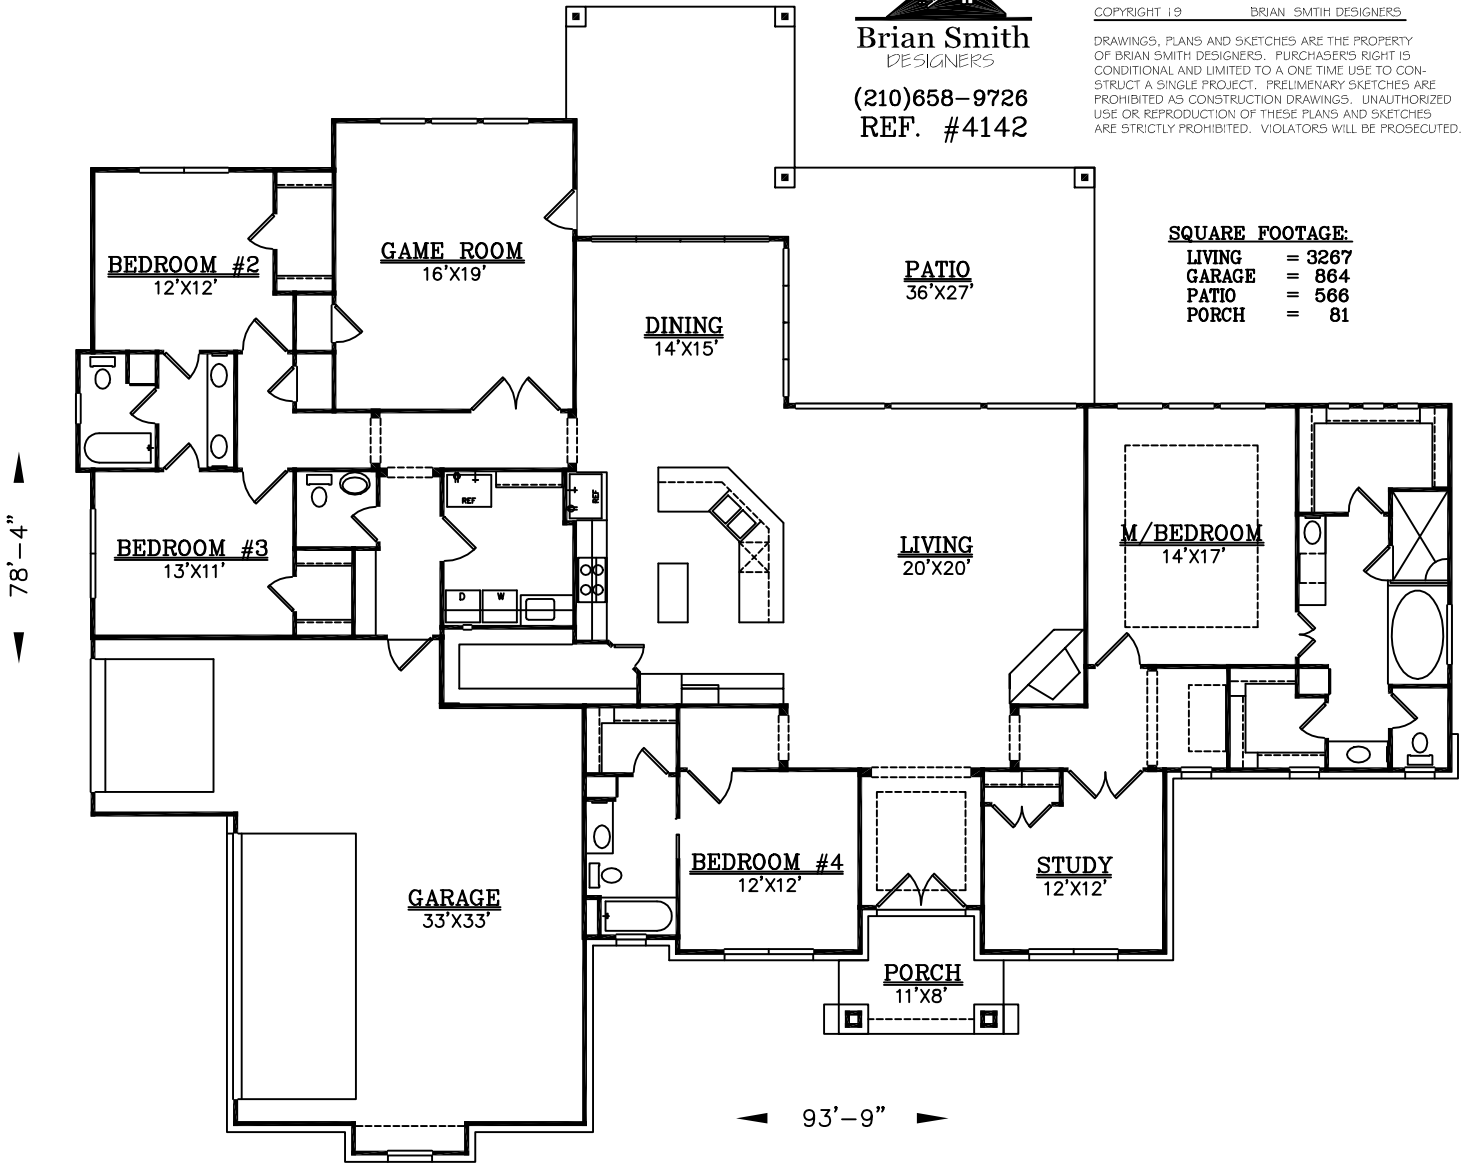 Brian Smith
DESIGNERS
(210)658-9726
REF. #4142
COPYRIGHT 19 BRIAN SMTIH DESIGNERS
DRAWINGS, PLANS AND SKETCHES ARE THE PROPERTY
OF BRIAN SMITH DESIGNERS. PURCHASER'S RIGHT IS
CONDITIONAL AND LIMITED TO A ONE TIME USE TO CON-
STRUCT A SINGLE PROJECT. PRELIMENARY SKETCHES ARE
PROHIBITED AS CONSTRUCTION DRAWINGS. UNAUTHORIZED
USE OR REPRODUCTION OF THESE PLANS AND SKETCHES
ARE STRICTLY PROHIBITED. VIOLATORS WILL BE PROSECUTED.
SQUARE FOOTAGE:
LIVING = 3267
GARAGE = 864
PATIO = 566
PORCH = 81
BEDROOM #2
12'X12'
GAME ROOM
16'X19'
PATIO
36'X27'
DINING
14'X15'
REF
REF
BEDROOM #3
13'X11'
LIVING
20'X20'
M/BEDROOM
14'X17'
D
W
78'-4"
BEDROOM #4
12'X12'
STUDY
12'X12'
GARAGE
33'X33'
PORCH
11'X8'
93'-9"